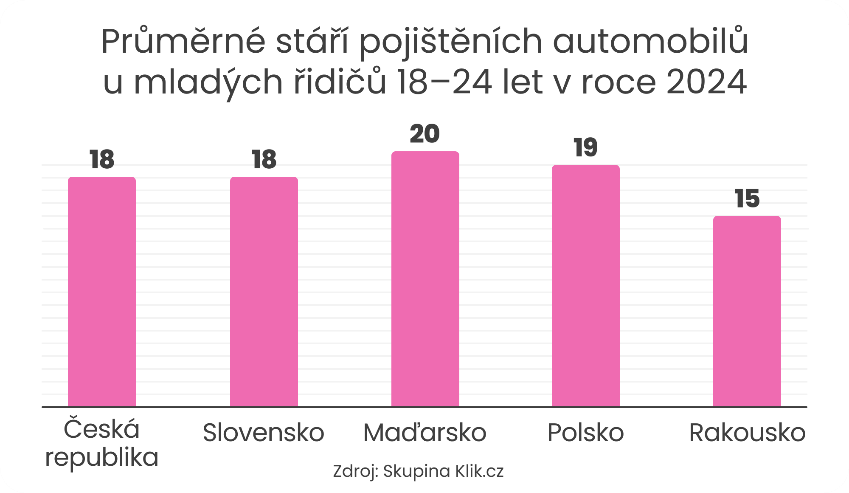 Průměrné stáří pojištěních automobilů
u mladých řidičů 18–24 let v roce 2024
18
18
20
19
15
Česká
republika
Slovensko
Maďarsko
Polsko
Rakousko
Zdroj: Skupina Klik.cz